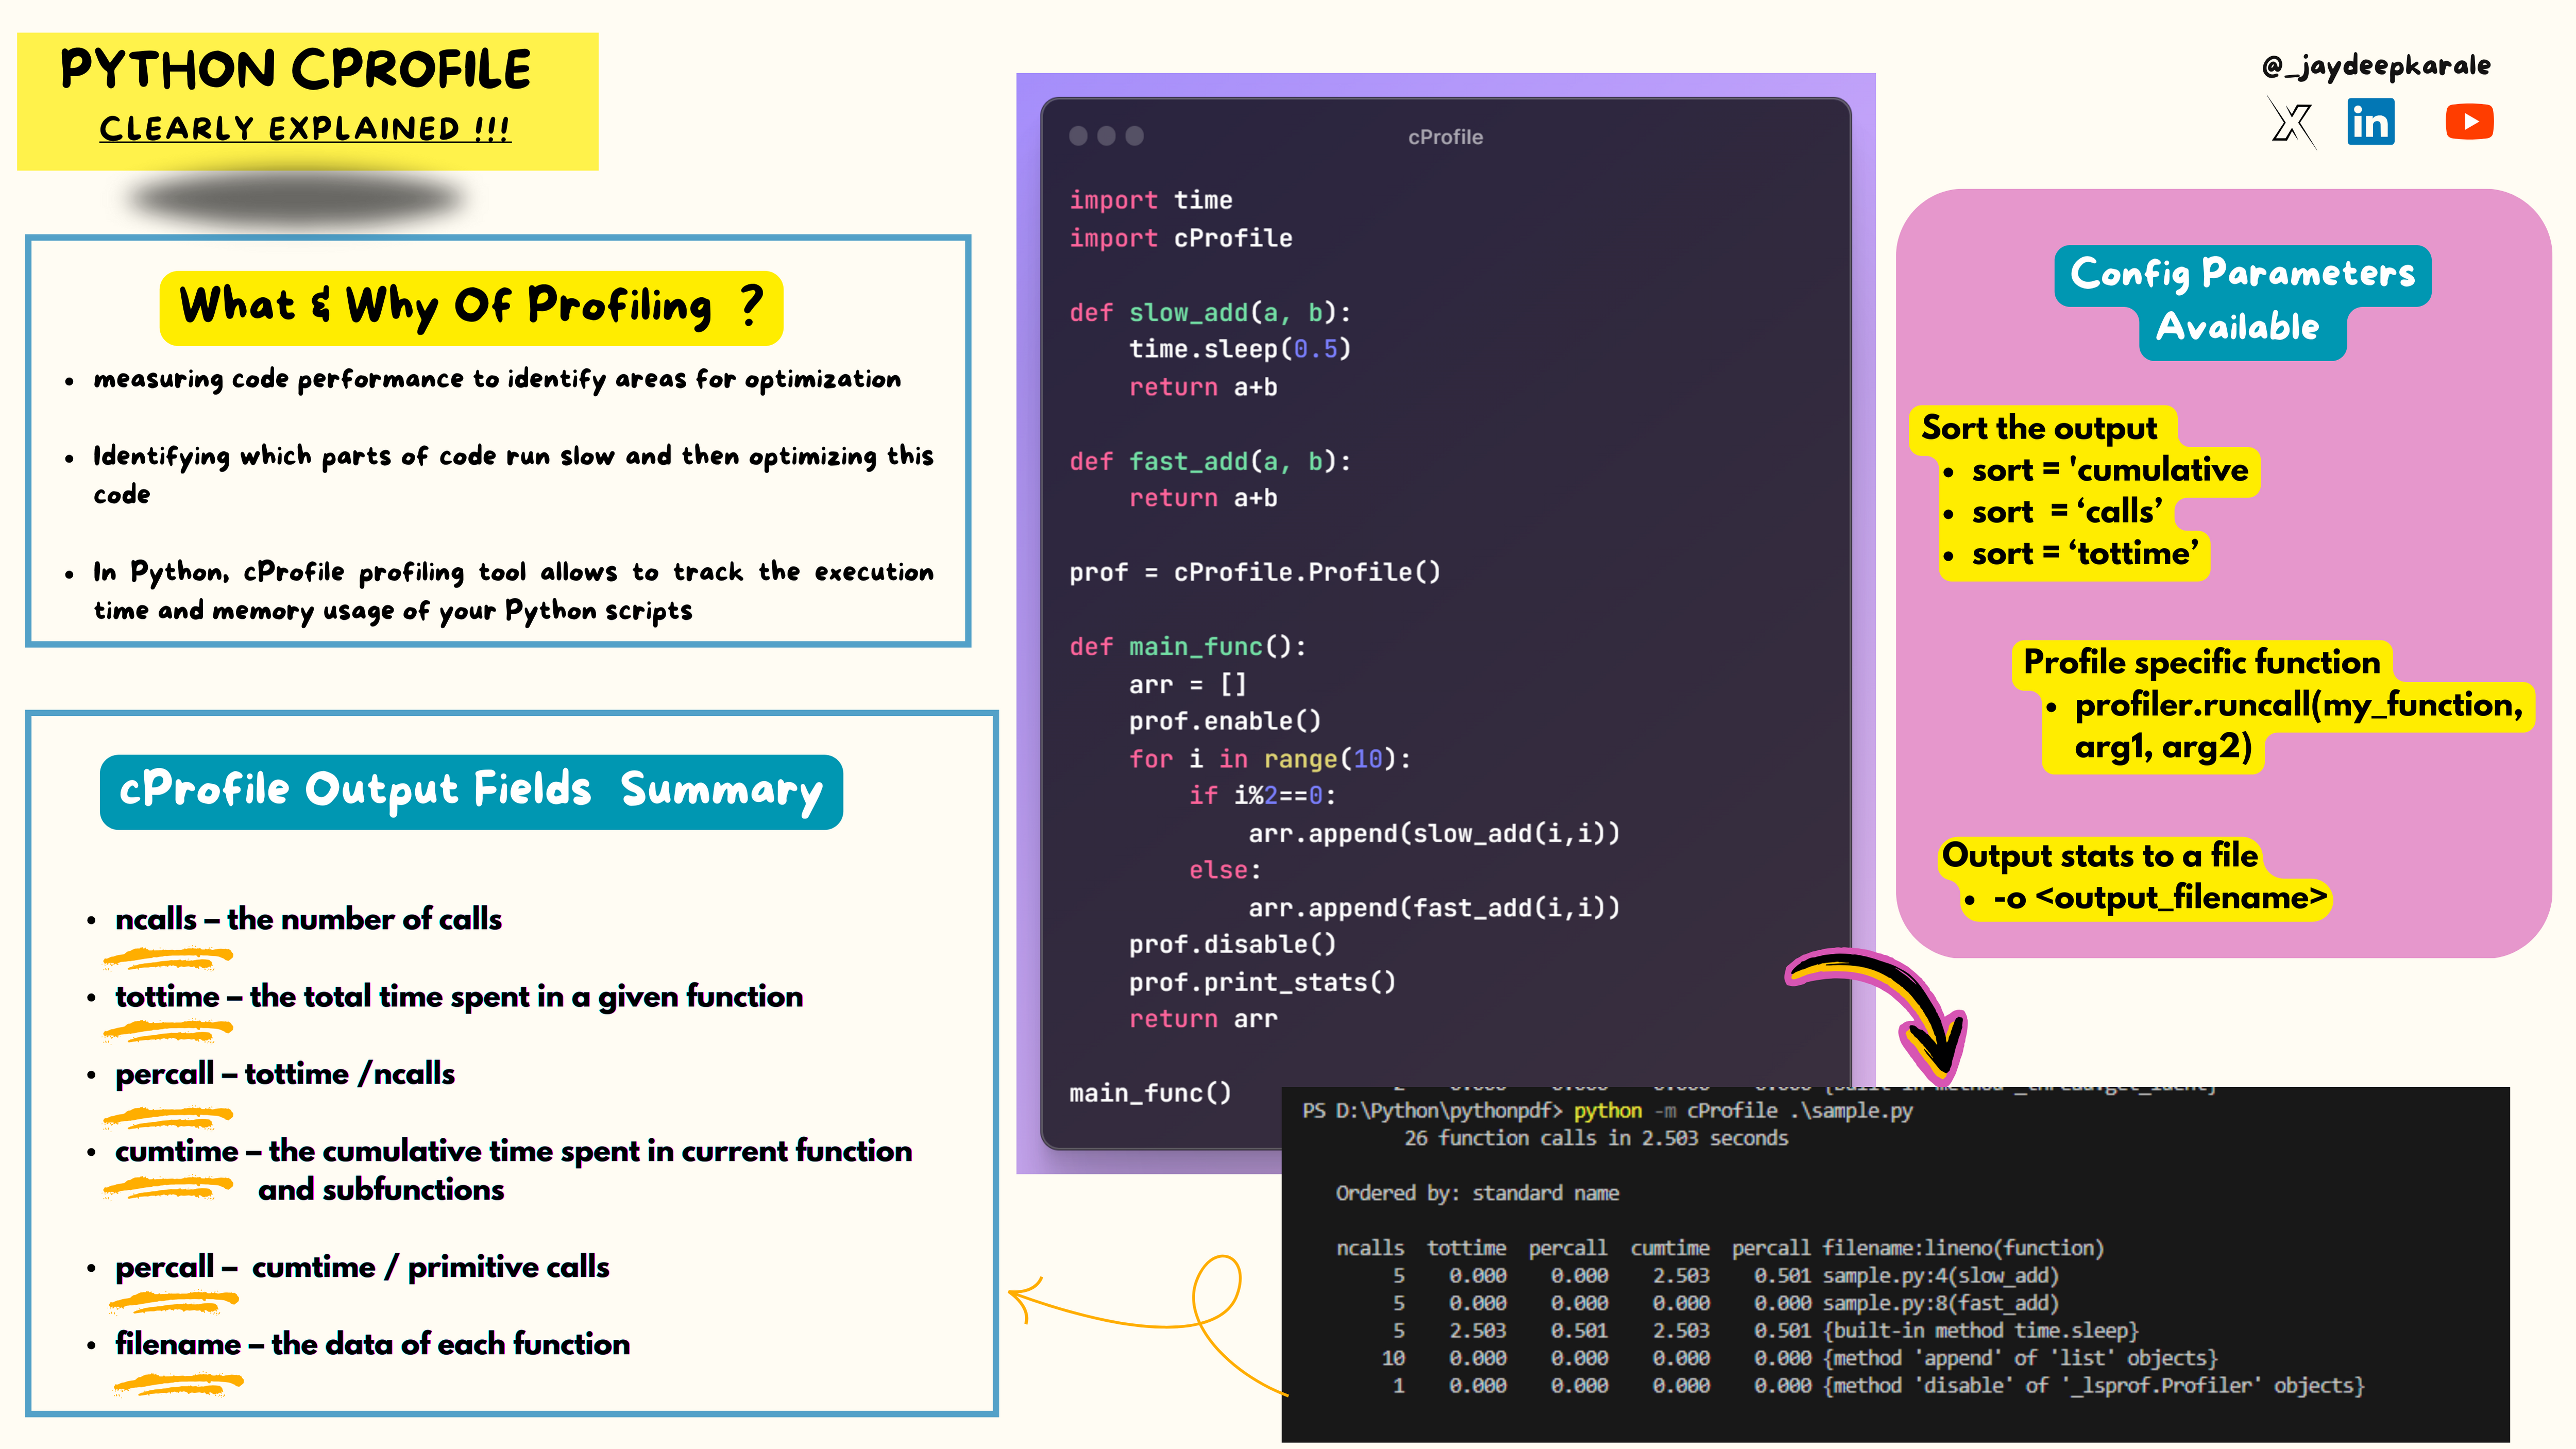 PYTHON CPROFILE
CLEARLY EXPLAINED !!!
What & Why Of Profiling ?
• measuring code performance to identify areas for optimization
• Identifying which parts of code run slow and then optimizing this
code
• In Python, cProfile profiling tool allows to track the execution
time and memory usage of your Python scripts
cProfile Output Fields Summary
• ncalls – the number of calls
• tottime – the total time spent in a given function
• percall – tottime /ncalls
• cumtime – the cumulative time spent in current function
and subfunctions
• percall – cumtime / primitive calls
• filename – the data of each function
cProfile
import time
import cProfile
def slow_add(a, b):
    time.sleep(0.5)
    return a+b
def fast_add(a, b):
    return a+b
prof = cProfile.Profile()
def main_func():
    arr = []
    prof.enable()
    for i in range(10):
        if i%2==0:
            arr.append(slow_add(i,i))
        else:
            arr.append(fast_add(i,i))
    prof.disable()
    prof.print_stats()
    return arr
main_func()
@_jaydeepkarale
in
Config Parameters
Available
Sort the output
• sort = 'cumulative
• sort = ‘calls’
• sort = ‘tottime’
Profile specific function
• profiler.runcall(my_function,
arg1, arg2)
Output stats to a file
• -o <output_filename>
PS D:\Python\pythonpdf> python -m cProfile .\sample.py
26 function calls in 2.503 seconds
Ordered by: standard name
ncalls tottime percall cumtime percall filename:lineno(function)
5 0.000 0.000 2.503 0.501 sample.py:4(slow_add)
5 0.000 0.000 0.000 0.000 sample.py:8(fast_add)
5 2.503 0.501 2.503 0.501 {built-in method time.sleep}
10 0.000 0.000 0.000 0.000 {method 'append' of 'list' objects}
1 0.000 0.000 0.000 0.000 {method 'disable' of '_lsprof.Profiler' objects}